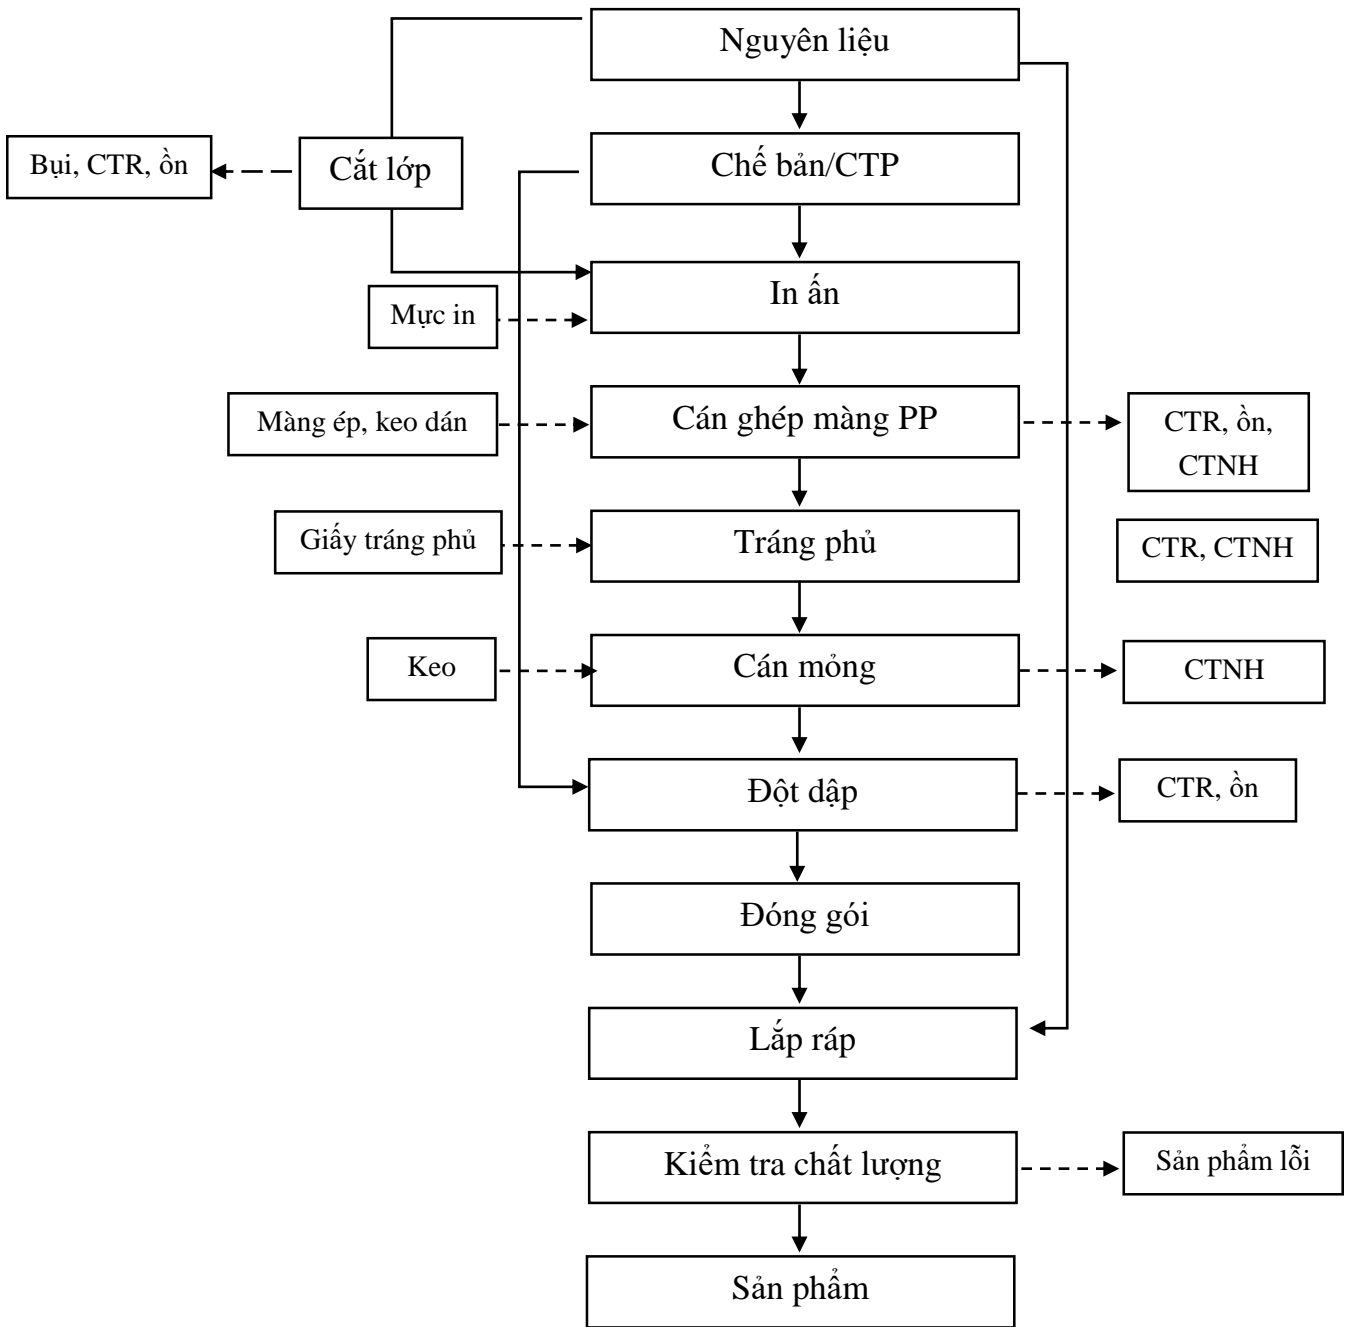 Nguyên liệu
Bụi, CTR, ồn
Cắt lớp
Chế bản/CTP
In ấn
Mực in
Màng ép, keo dán
Cán ghép màng PP
CTR, ồn,
CTNH
Giấy tráng phủ
Tráng phủ
CTR, CTNH
Keo
Cán mỏng
CTNH
Đột dập
CTR, ồn
Đóng gói
Lắp ráp
Kiểm tra chất lượng
Sản phẩm lỗi
Sản phẩm